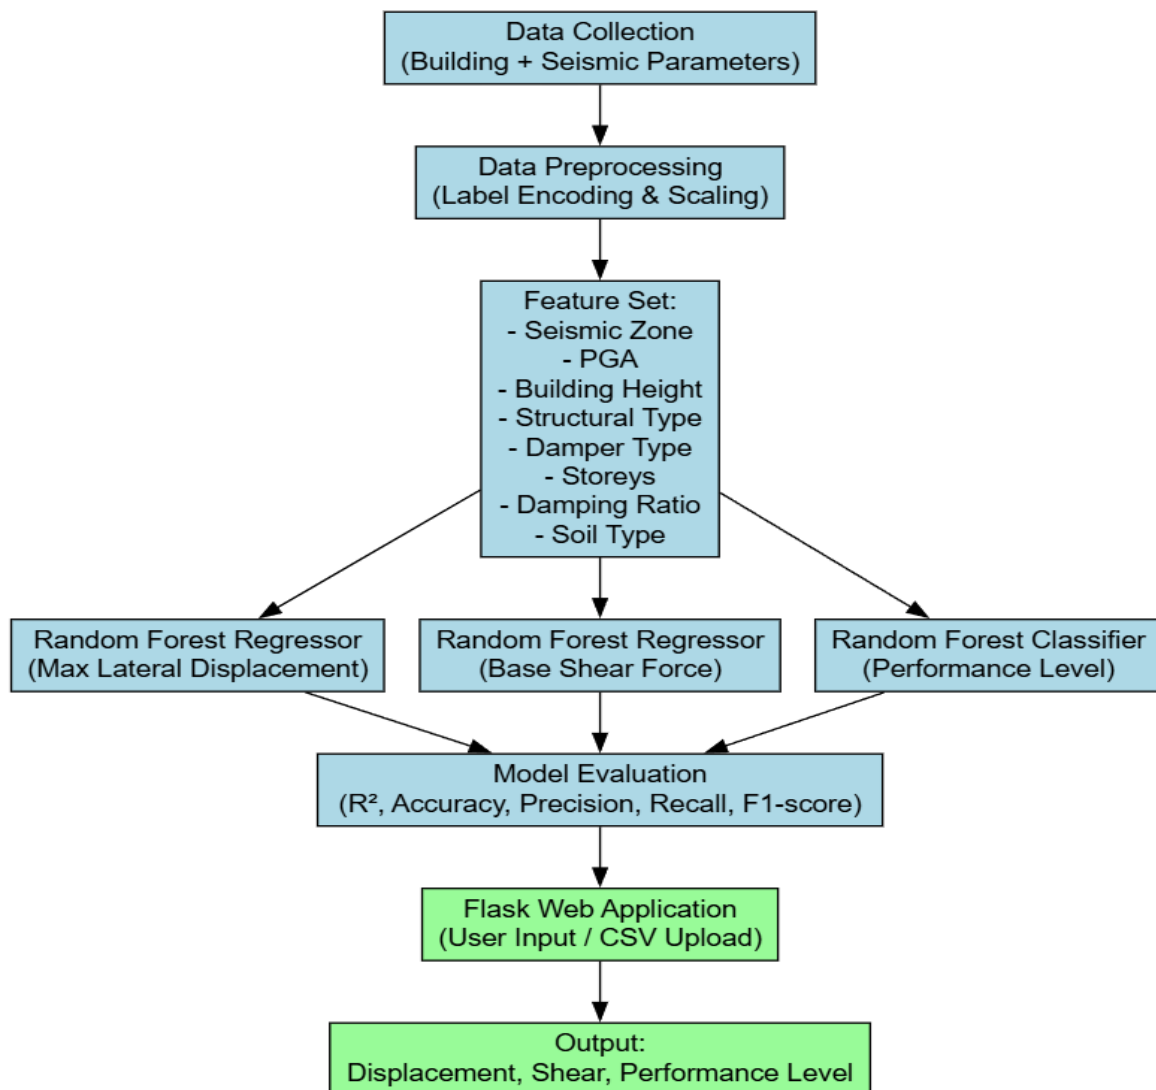 Data Collection
(Building + Seismic Parameters)
Data Preprocessing
(Label Encoding & Scaling)
Feature Set:
- Seismic Zone
- PGA
- Building Height
- Structural Type
- Damper Type
- Storeys
- Damping Ratio
- Soil Type
Random Forest Regressor
(Max Lateral Displacement)
Random Forest Regressor
(Base Shear Force)
Random Forest Classifier
(Performance Level)
Model Evaluation
(R², Accuracy, Precision, Recall, F1-score)
Flask Web Application
(User Input / CSV Upload)
Output:
Displacement, Shear, Performance Level